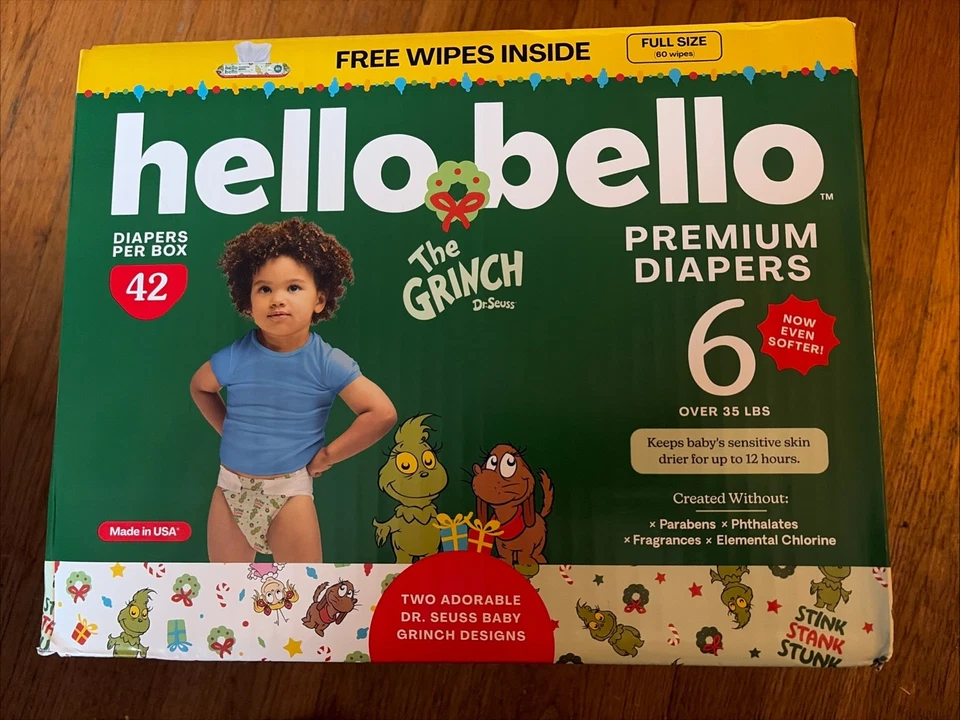 FREE WIPES INSIDE
FULL SIZE
(60 wipes)
hello bello™
DIAPERS
PER BOX
42
The
GRINCH
Dr. Seuss
PREMIUM
DIAPERS
6
NOW
EVEN
SOFTER!
OVER 35 LBS
Keeps baby's sensitive skin
drier for up to 12 hours.
Created Without:
× Parabens × Phthalates
× Fragrances × Elemental Chlorine
Made in USA*
TWO ADORABLE
DR. SEUSS BABY
GRINCH DESIGNS
STINK
STANK
STUNK